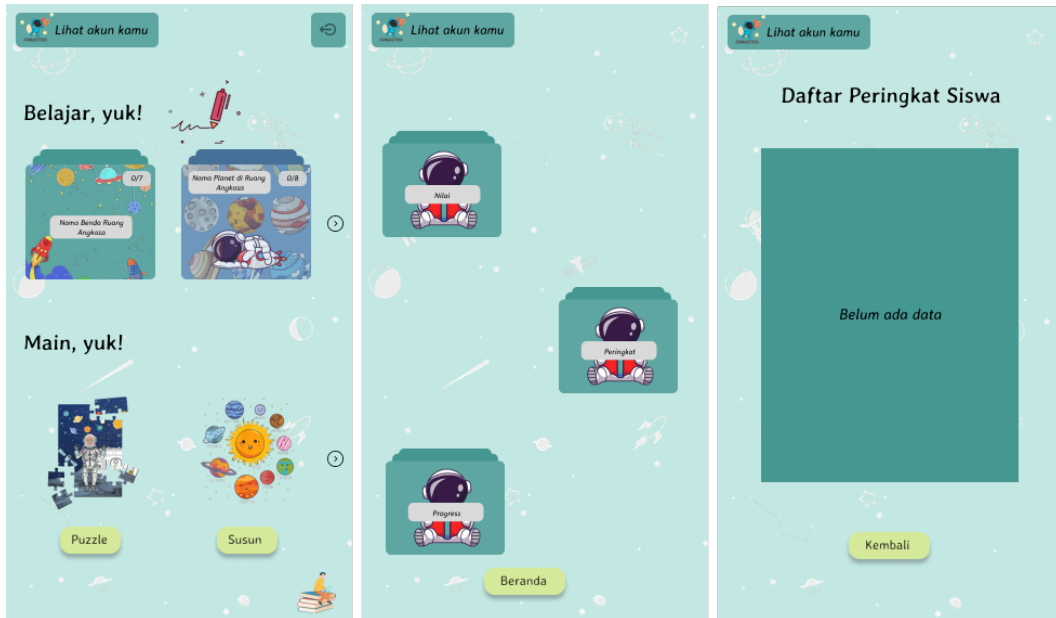 Lihat akun kamu
Belajar, yuk!
0/7
Nama Benda Ruang
Angkasa
Nama Planet di Ruang
Angkasa
0/8
Main, yuk!
Puzzle
Susun
Lihat akun kamu
Nilai
Peringkat
Progress
Beranda
Lihat akun kamu
Daftar Peringkat Siswa
Belum ada data
Kembali